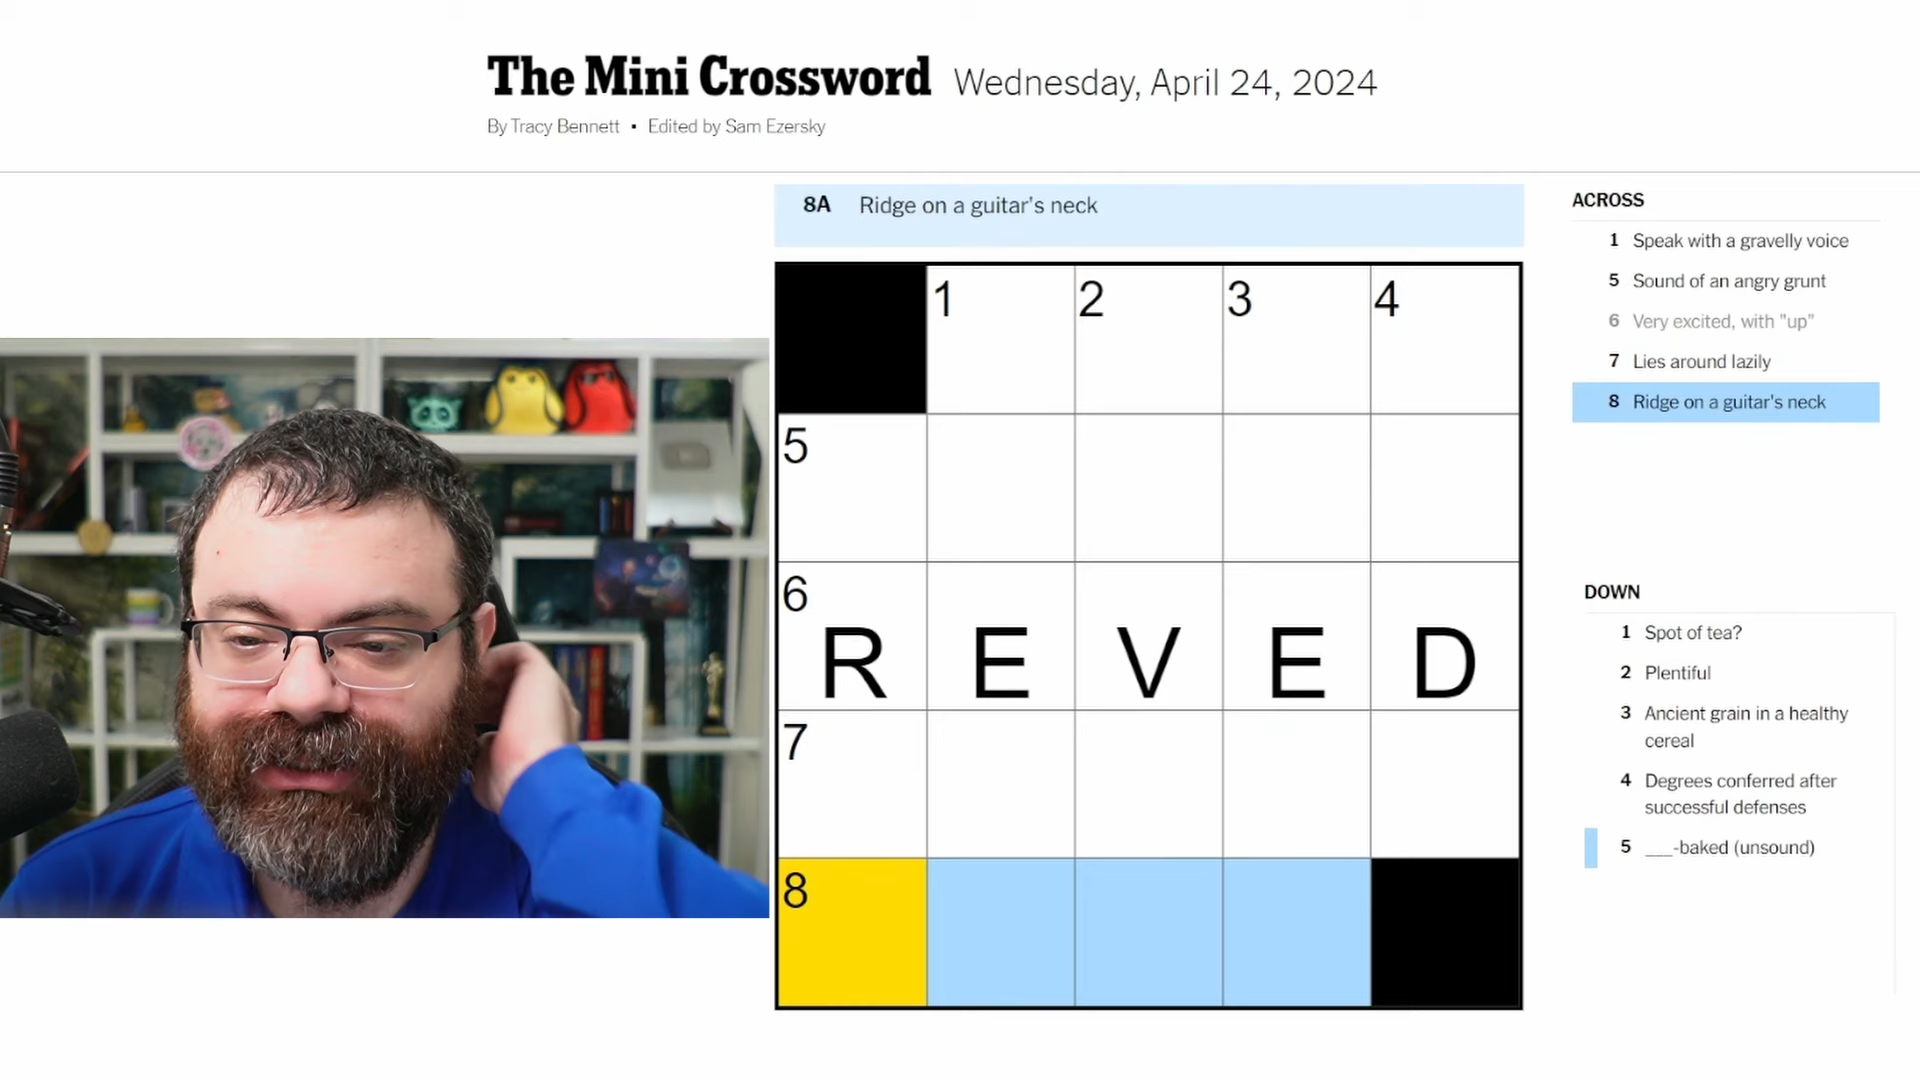 The Mini Crossword Wednesday, April 24, 2024
By Tracy Bennett • Edited by Sam Ezersky
8A Ridge on a guitar's neck
1 2 3 4
5
6
R E V E D
7
8
ACROSS
1 Speak with a gravelly voice
5 Sound of an angry grunt
6 Very excited, with "up"
7 Lies around lazily
8 Ridge on a guitar's neck
DOWN
1 Spot of tea?
2 Plentiful
3 Ancient grain in a healthy
cereal
4 Degrees conferred after
successful defenses
5 ___-baked (unsound)